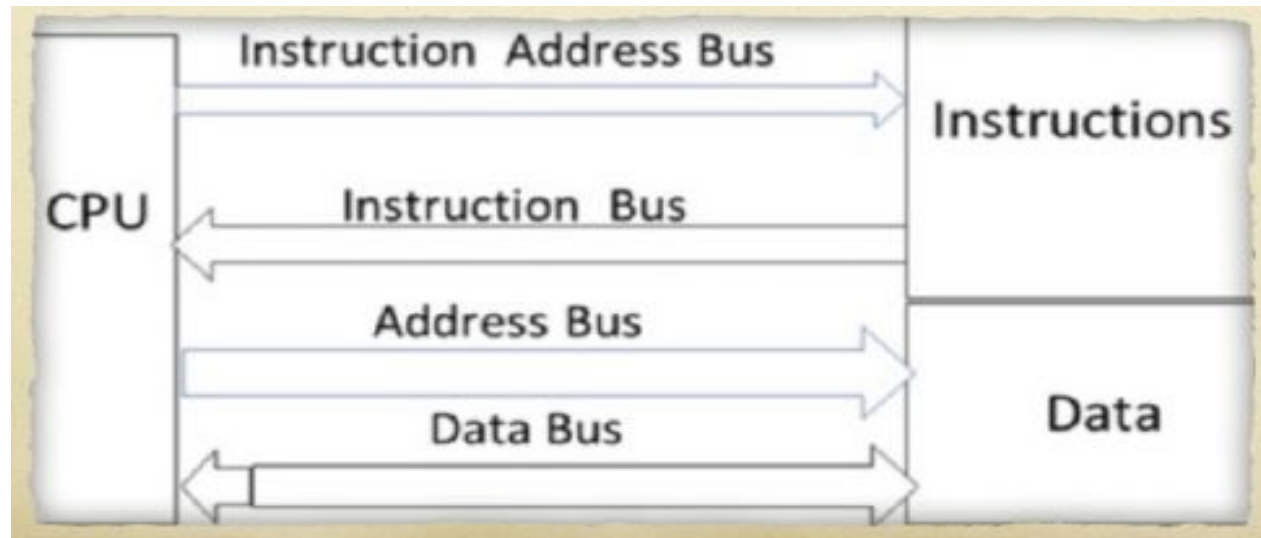 Instruction Address Bus
Instructions
CPU
Instruction Bus
Address Bus
Data
Data Bus